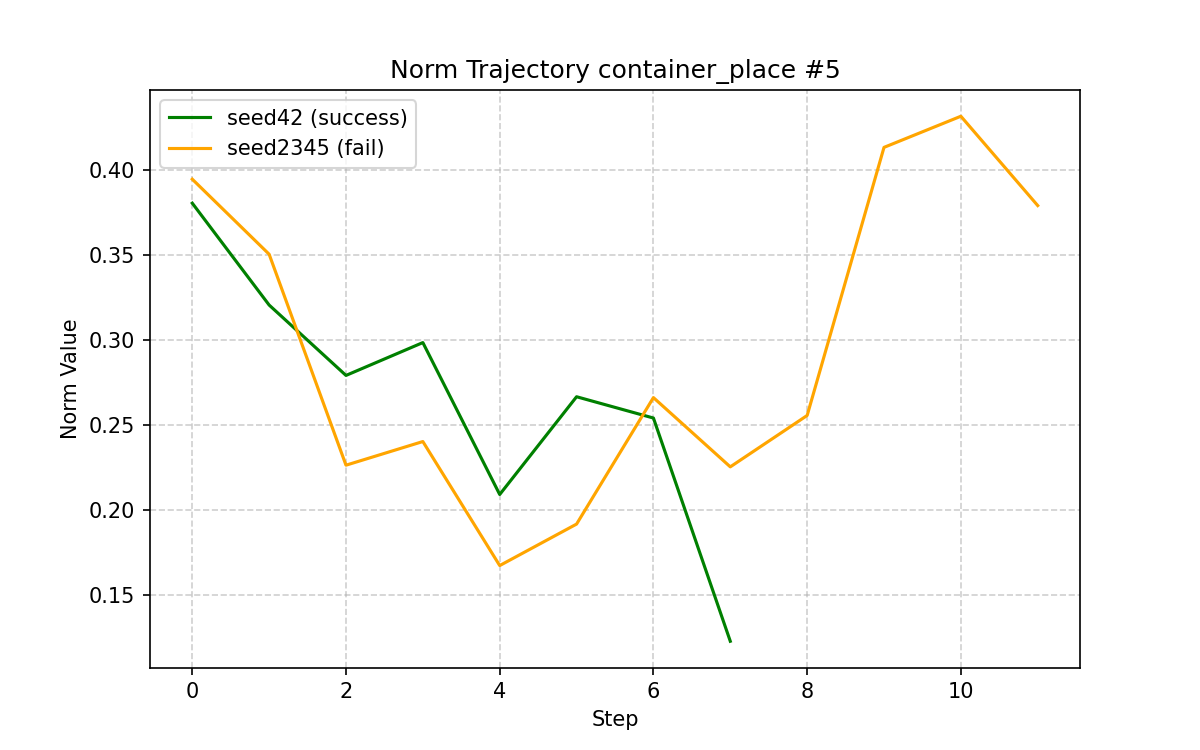 Norm Trajectory container_place #5
seed42 (success)
seed2345 (fail)
Norm Value
0.40
0.35
0.30
0.25
0.20
0.15
0 2 4 6 8 10
Step